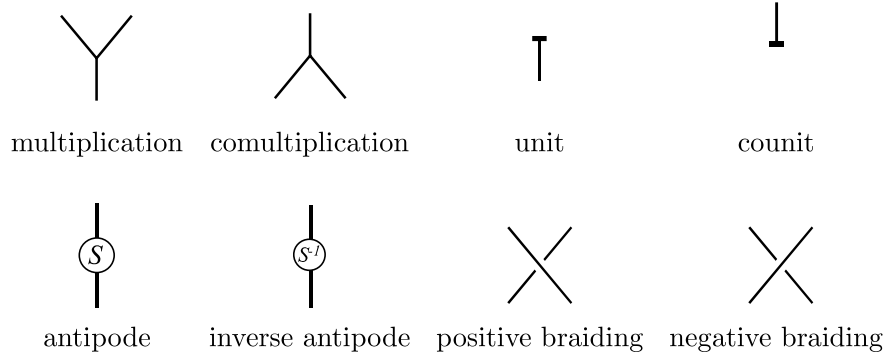 multiplication comultiplication unit counit
S S-1
antipode inverse antipode positive braiding negative braiding